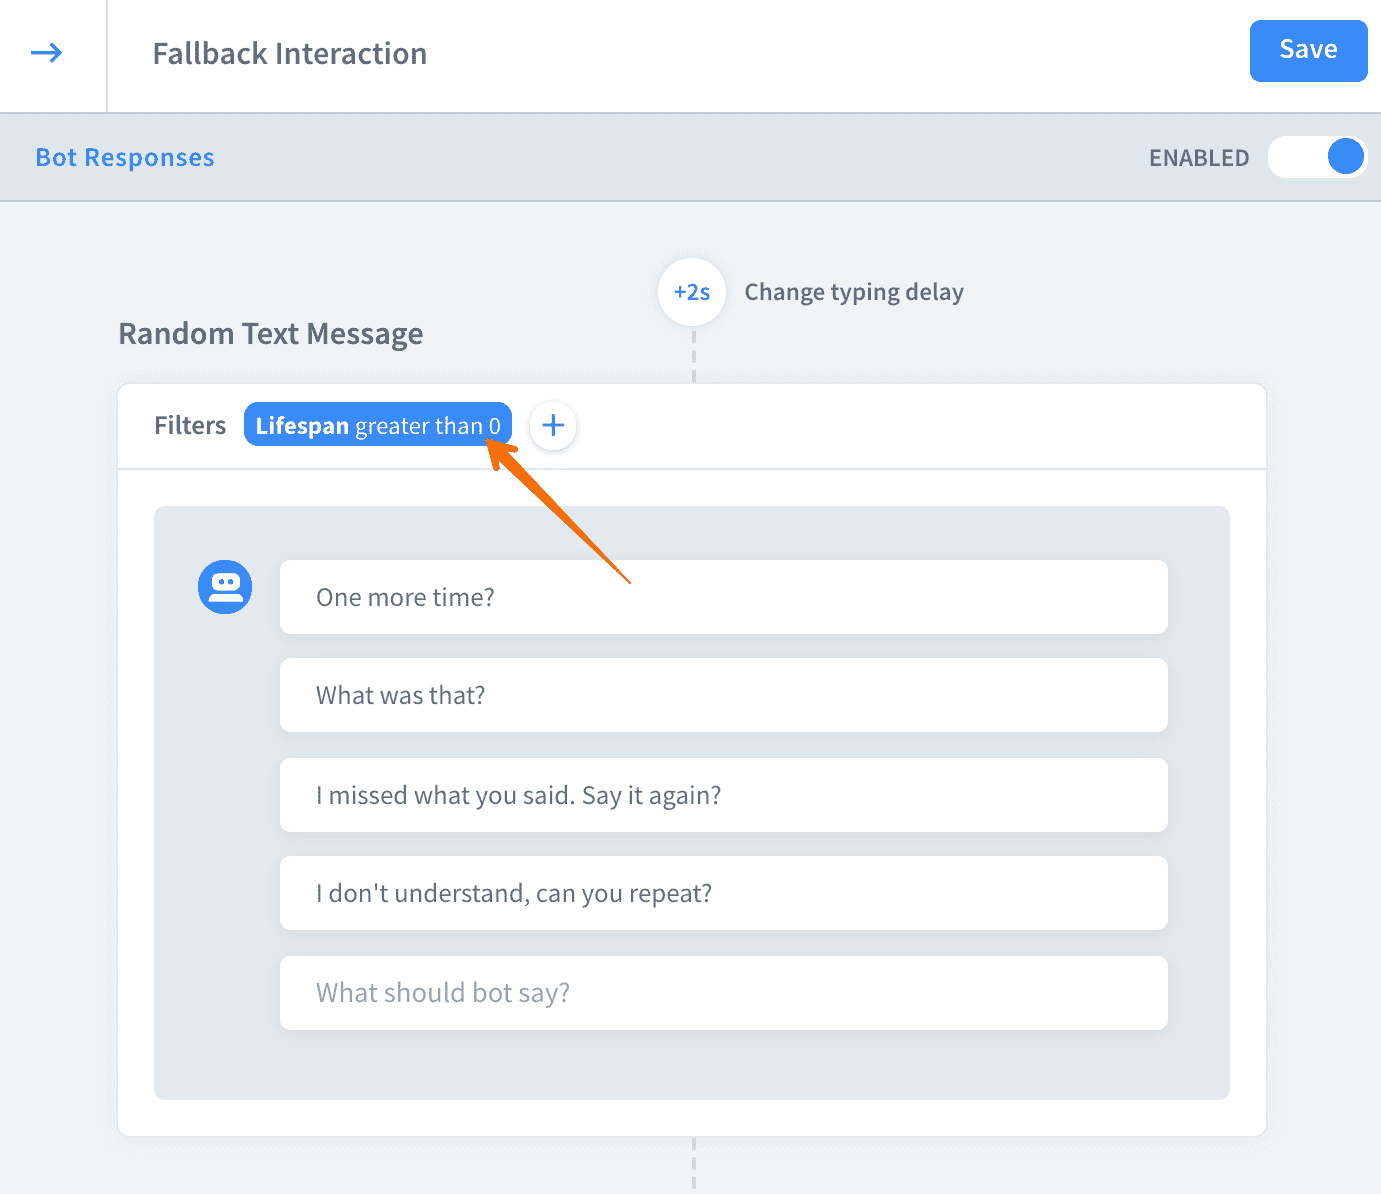 Fallback Interaction
Save
Bot Responses
ENABLED
+2s Change typing delay
Random Text Message
Filters Lifespan greater than 0 +
One more time?
What was that?
I missed what you said. Say it again?
I don't understand, can you repeat?
What should bot say?